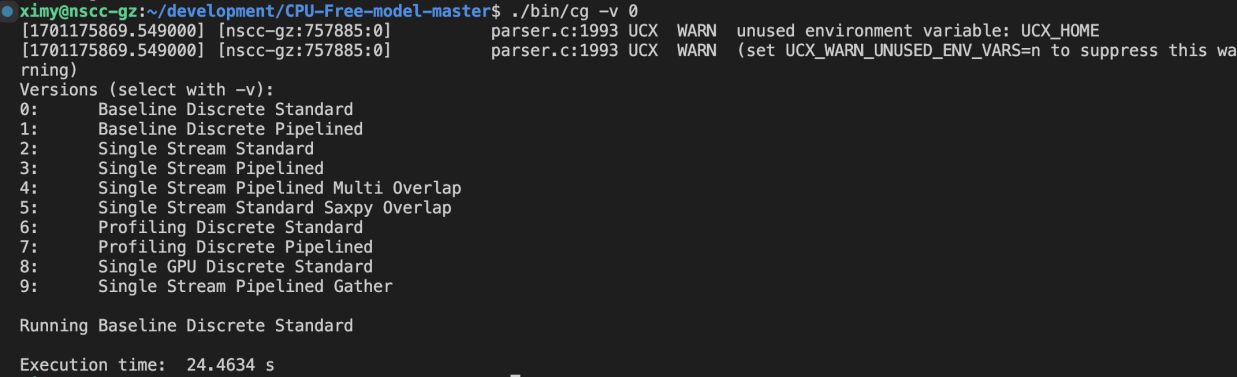 ximy@nscc-gz:~/development/CPU-Free-model-master$ ./bin/cg -v 0
[1701175869.549000] [nscc-gz:757885:0]          parser.c:1993 UCX  WARN  unused environment variable: UCX_HOME
[1701175869.549000] [nscc-gz:757885:0]          parser.c:1993 UCX  WARN  (set UCX_WARN_UNUSED_ENV_VARS=n to suppress this wa
rning)
Versions (select with -v):
0:      Baseline Discrete Standard
1:      Baseline Discrete Pipelined
2:      Single Stream Standard
3:      Single Stream Pipelined
4:      Single Stream Pipelined Multi Overlap
5:      Single Stream Standard Saxpy Overlap
6:      Profiling Discrete Standard
7:      Profiling Discrete Pipelined
8:      Single GPU Discrete Standard
9:      Single Stream Pipelined Gather
Running Baseline Discrete Standard
Execution time:  24.4634 s